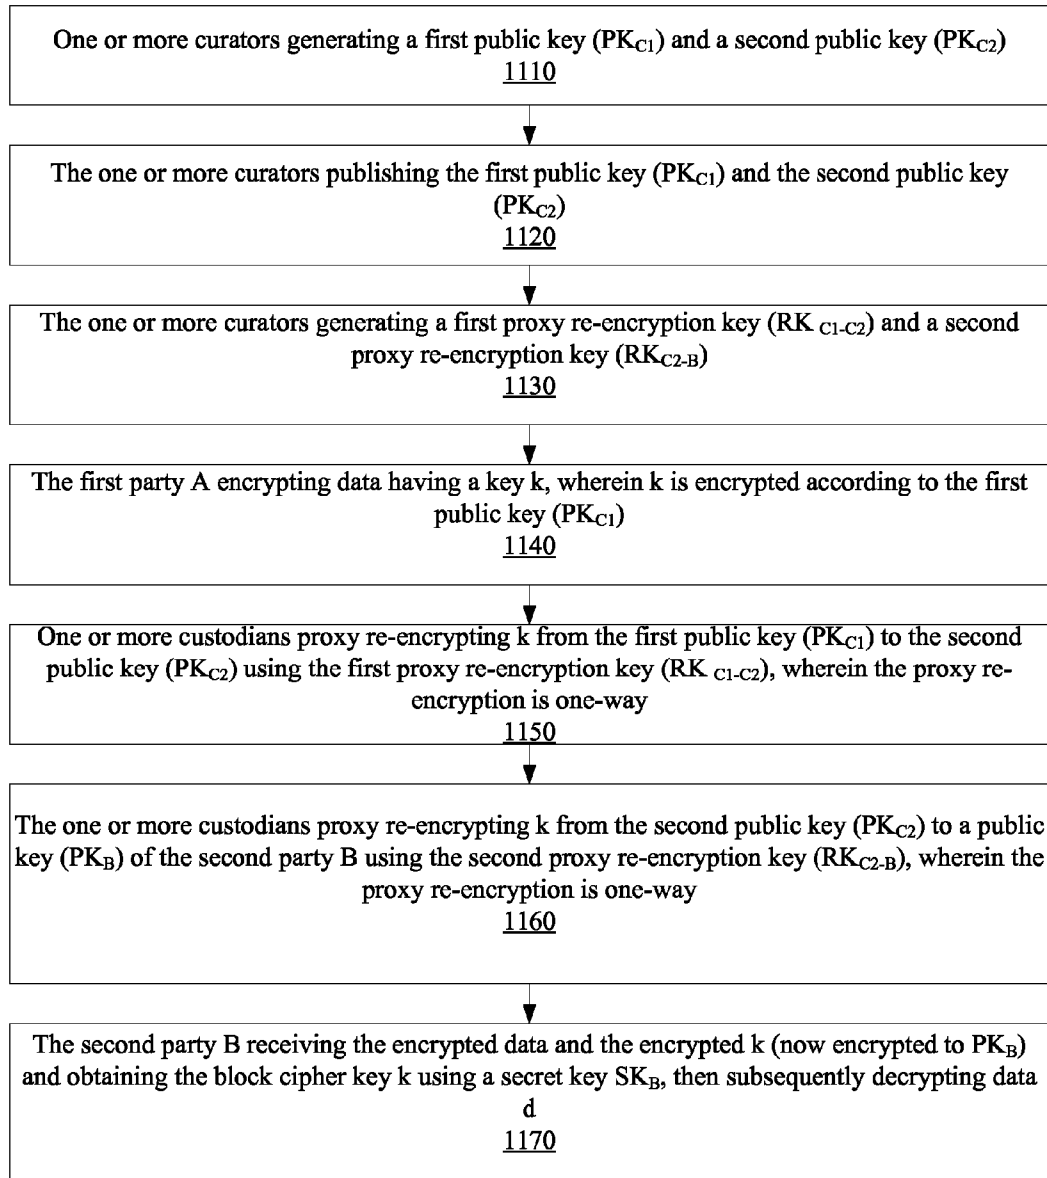 One or more curators generating a first public key (PKC1) and a second public key (PKC2)
1110
The one or more curators publishing the first public key (PKC1) and the second public key
(PKC2)
1120
The one or more curators generating a first proxy re-encryption key (RK C1-C2) and a second
proxy re-encryption key (RKC2-B)
1130
The first party A encrypting data having a key k, wherein k is encrypted according to the first
public key (PKC1)
1140
One or more custodians proxy re-encrypting k from the first public key (PKC1) to the second
public key (PKC2) using the first proxy re-encryption key (RK C1-C2), wherein the proxy re-
encryption is one-way
1150
The one or more custodians proxy re-encrypting k from the second public key (PKC2) to a public
key (PKB) of the second party B using the second proxy re-encryption key (RKC2-B), wherein the
proxy re-encryption is one-way
1160
The second party B receiving the encrypted data and the encrypted k (now encrypted to PKB)
and obtaining the block cipher key k using a secret key SKB, then subsequently decrypting data
d
1170